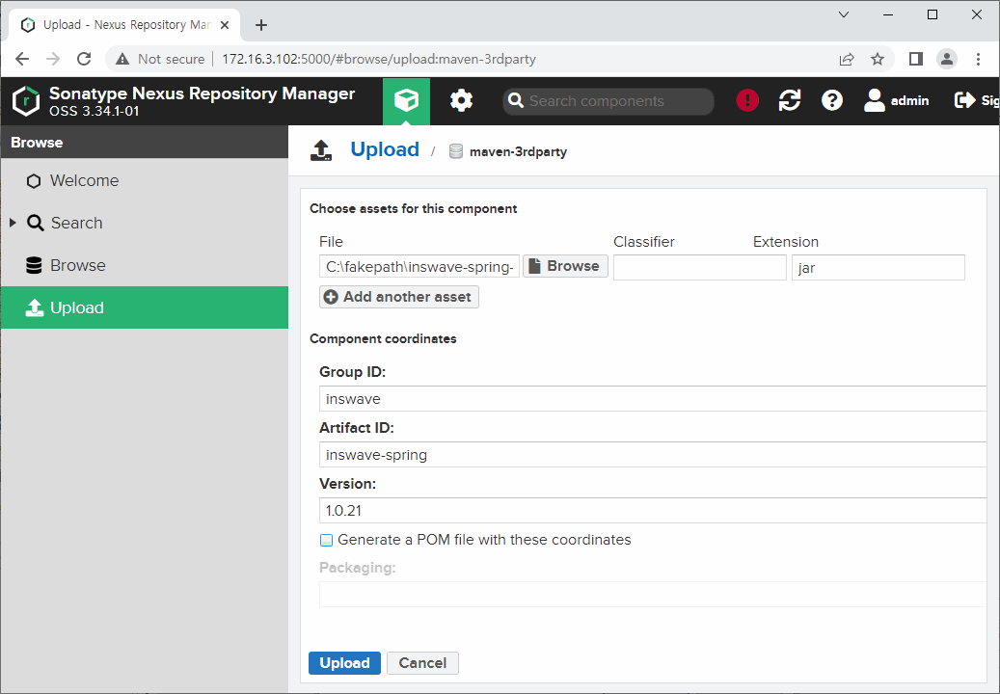 Upload - Nexus Repository Mar
Not secure
172.16.3.102:5000/#browse/upload:maven-3rdparty
Sonatype Nexus Repository Manager
OSS 3.34.1-01
Search components
admin
Sig
Browse
Upload / maven-3rdparty
Welcome
Search
Browse
Upload
Choose assets for this component
File Classifier Extension
C:\fakepath\inswave-spring- Browse jar
Add another asset
Component coordinates
Group ID:
inswave
Artifact ID:
inswave-spring
Version:
1.0.21
Generate a POM file with these coordinates
Packaging:
Upload Cancel